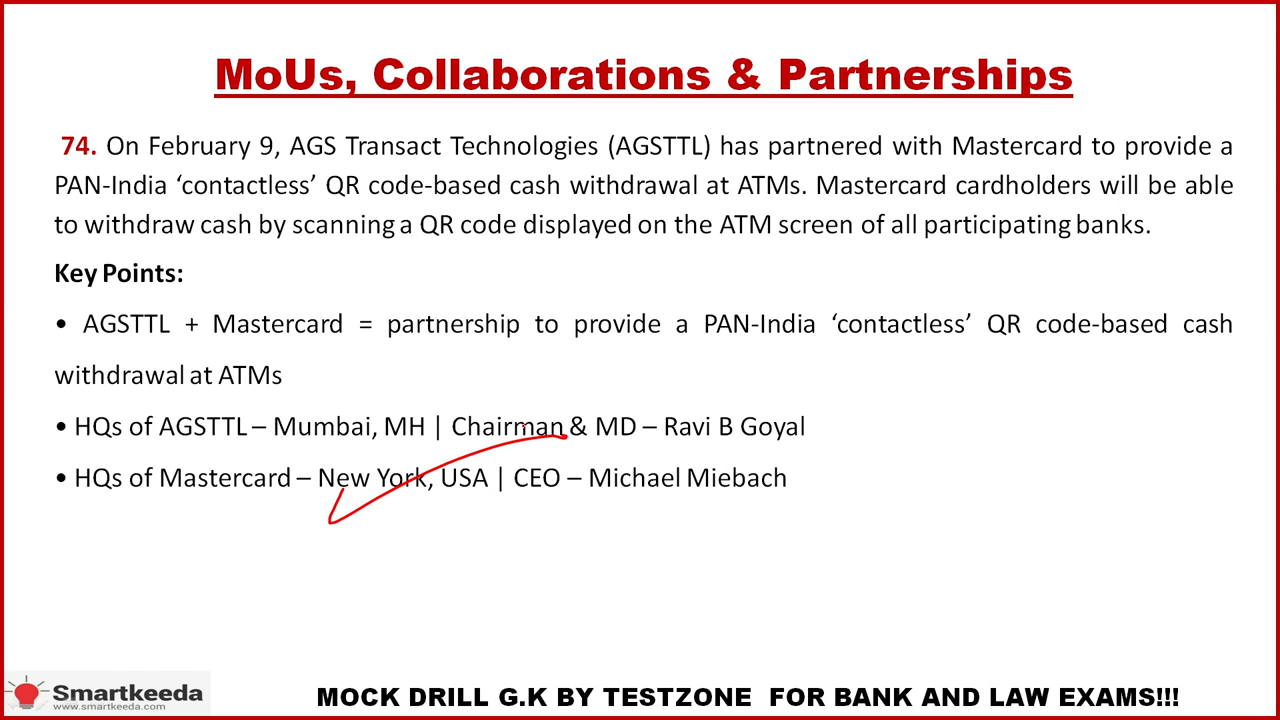 MoUs, Collaborations & Partnerships
74. On February 9, AGS Transact Technologies (AGSTTL) has partnered with Mastercard to provide a
PAN-India ‘contactless’ QR code-based cash withdrawal at ATMs. Mastercard cardholders will be able
to withdraw cash by scanning a QR code displayed on the ATM screen of all participating banks.
Key Points:
• AGSTTL + Mastercard = partnership to provide a PAN-India ‘contactless’ QR code-based cash
withdrawal at ATMs
• HQs of AGSTTL – Mumbai, MH | Chairman & MD – Ravi B Goyal
• HQs of Mastercard – New York, USA | CEO – Michael Miebach
Smartkeeda
www.smartkeeda.com
MOCK DRILL G.K BY TESTZONE FOR BANK AND LAW EXAMS!!!